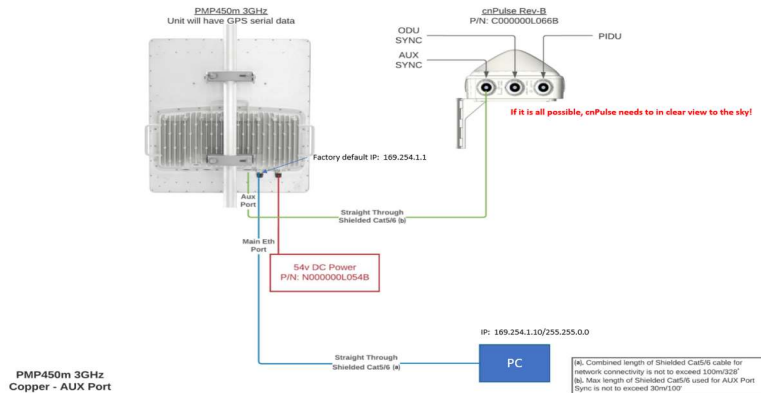 PMP450m 3GHz
Unit will have GPS serial data
cnPulse Rev-B
P/N: C000000L066B
ODU
SYNC
AUX
SYNC
PIDU
If it is all possible, cnPulse needs to in clear view to the sky!
Factory default IP: 169.254.1.1
Aux
Port
Straight Through
Shielded Cat5/6 (b)
Main Eth
Port
54v DC Power
P/N: N000000L054B
IP: 169.254.1.10/255.255.0.0
Straight Through
Shielded Cat5/6 (a)
PC
PMP450m 3GHz
Copper - AUX Port
(a). Combined length of Shielded Cat5/6 cable for
network connectivity is not to exceed 100m/328'
(b). Max length of Shielded Cat5/6 used for AUX Port
Sync is not to exceed 30m/100'